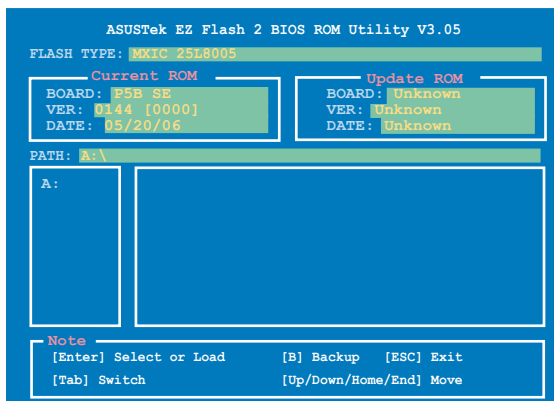 ASUSTek EZ Flash 2 BIOS ROM Utility V3.05
FLASH TYPE: MXIC 25L8005
Current ROM
BOARD: P5B SE
VER: 0144 [0000]
DATE: 05/20/06
Update ROM
BOARD: Unknown
VER: Unknown
DATE: Unknown
PATH: A:\
A:
Note
[Enter] Select or Load [B] Backup [ESC] Exit
[Tab] Switch [Up/Down/Home/End] Move